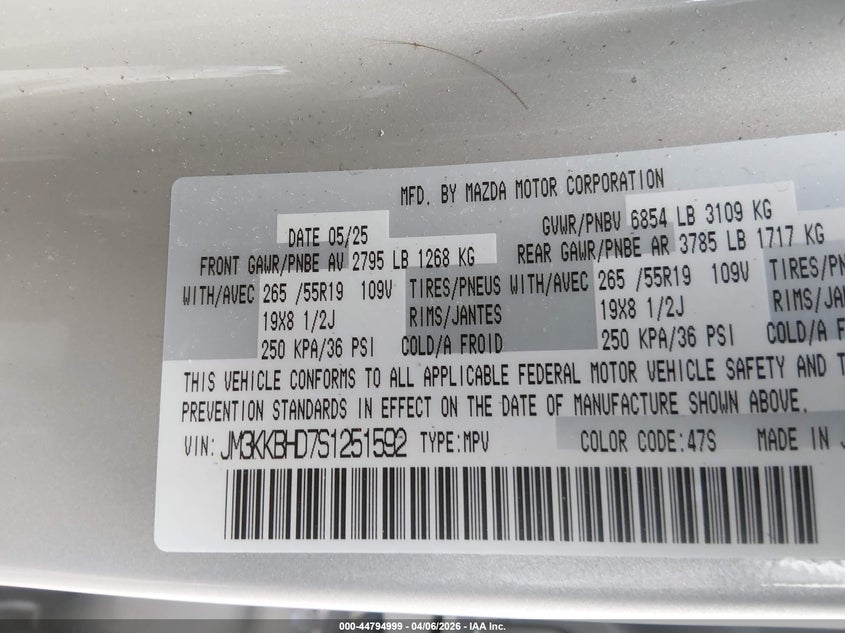 MFD. BY MAZDA MOTOR CORPORATION
DATE 05/25 GVWR/PNBV 6854 LB 3109 KG
FRONT GAWR/PNBE AV 2795 LB 1268 KG REAR GAWR/PNBE AR 3785 LB 1717 KG
WITH/AVEC 265 /55R19 109V TIRES/PNEUS WITH/AVEC 265 /55R19 109V TIRES/PN
19X8 1/2J RIMS/JANTES 19X8 1/2J RIMS/JA
250 KPA/36 PSI COLD/A FROID 250 KPA/36 PSI COLD/A F
THIS VEHICLE CONFORMS TO ALL APPLICABLE FEDERAL MOTOR VEHICLE SAFETY AND T
PREVENTION STANDARDS IN EFFECT ON THE DATE OF MANUFACTURE SHOWN ABOVE.
VIN: JM3KKBHD7S1251592 TYPE:MPV COLOR CODE:47S MADE IN J
000-44794999 - 04/06/2026 - IAA Inc.